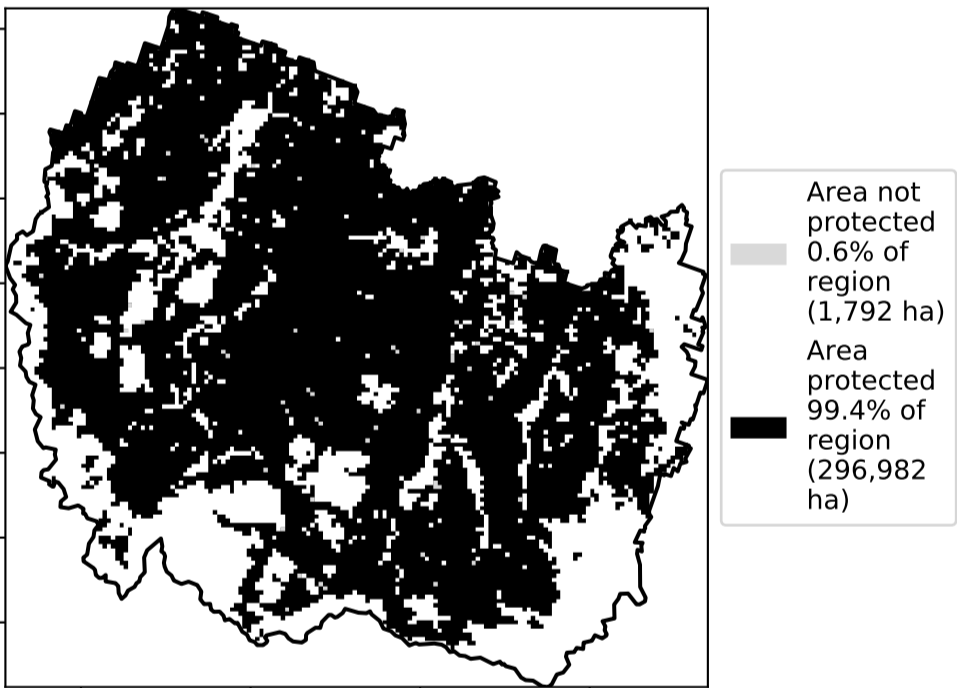 Area not
protected
0.6% of
region
(1,792 ha)
Area
protected
99.4% of
region
(296,982
ha)